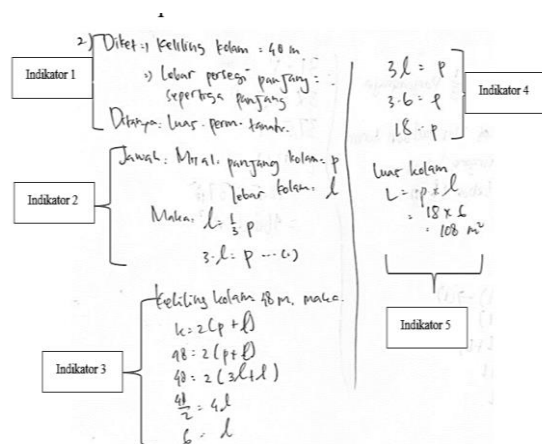 2) Diket => Keliling kolam = 48 m
=> Lebar persegi panjang =
sepertiga panjang
Ditanya: Luas perm.
Indikator 1
Jawab: Misal: panjang kolam = p
lebar kolam = l
Maka, l = 1/3 p
3.l = p ... (1)
Indikator 2
Keliling kolam 48 m, maka.
k = 2(p+l)
48 = 2(p+l)
48 = 2(3l+l)
48/2 = 4l
6 = l
Indikator 3
3.l = p
3.6 = p
18 = p
Indikator 4
Luas kolam
L = p x l
= 18 x 6
= 108 m²
Indikator 5